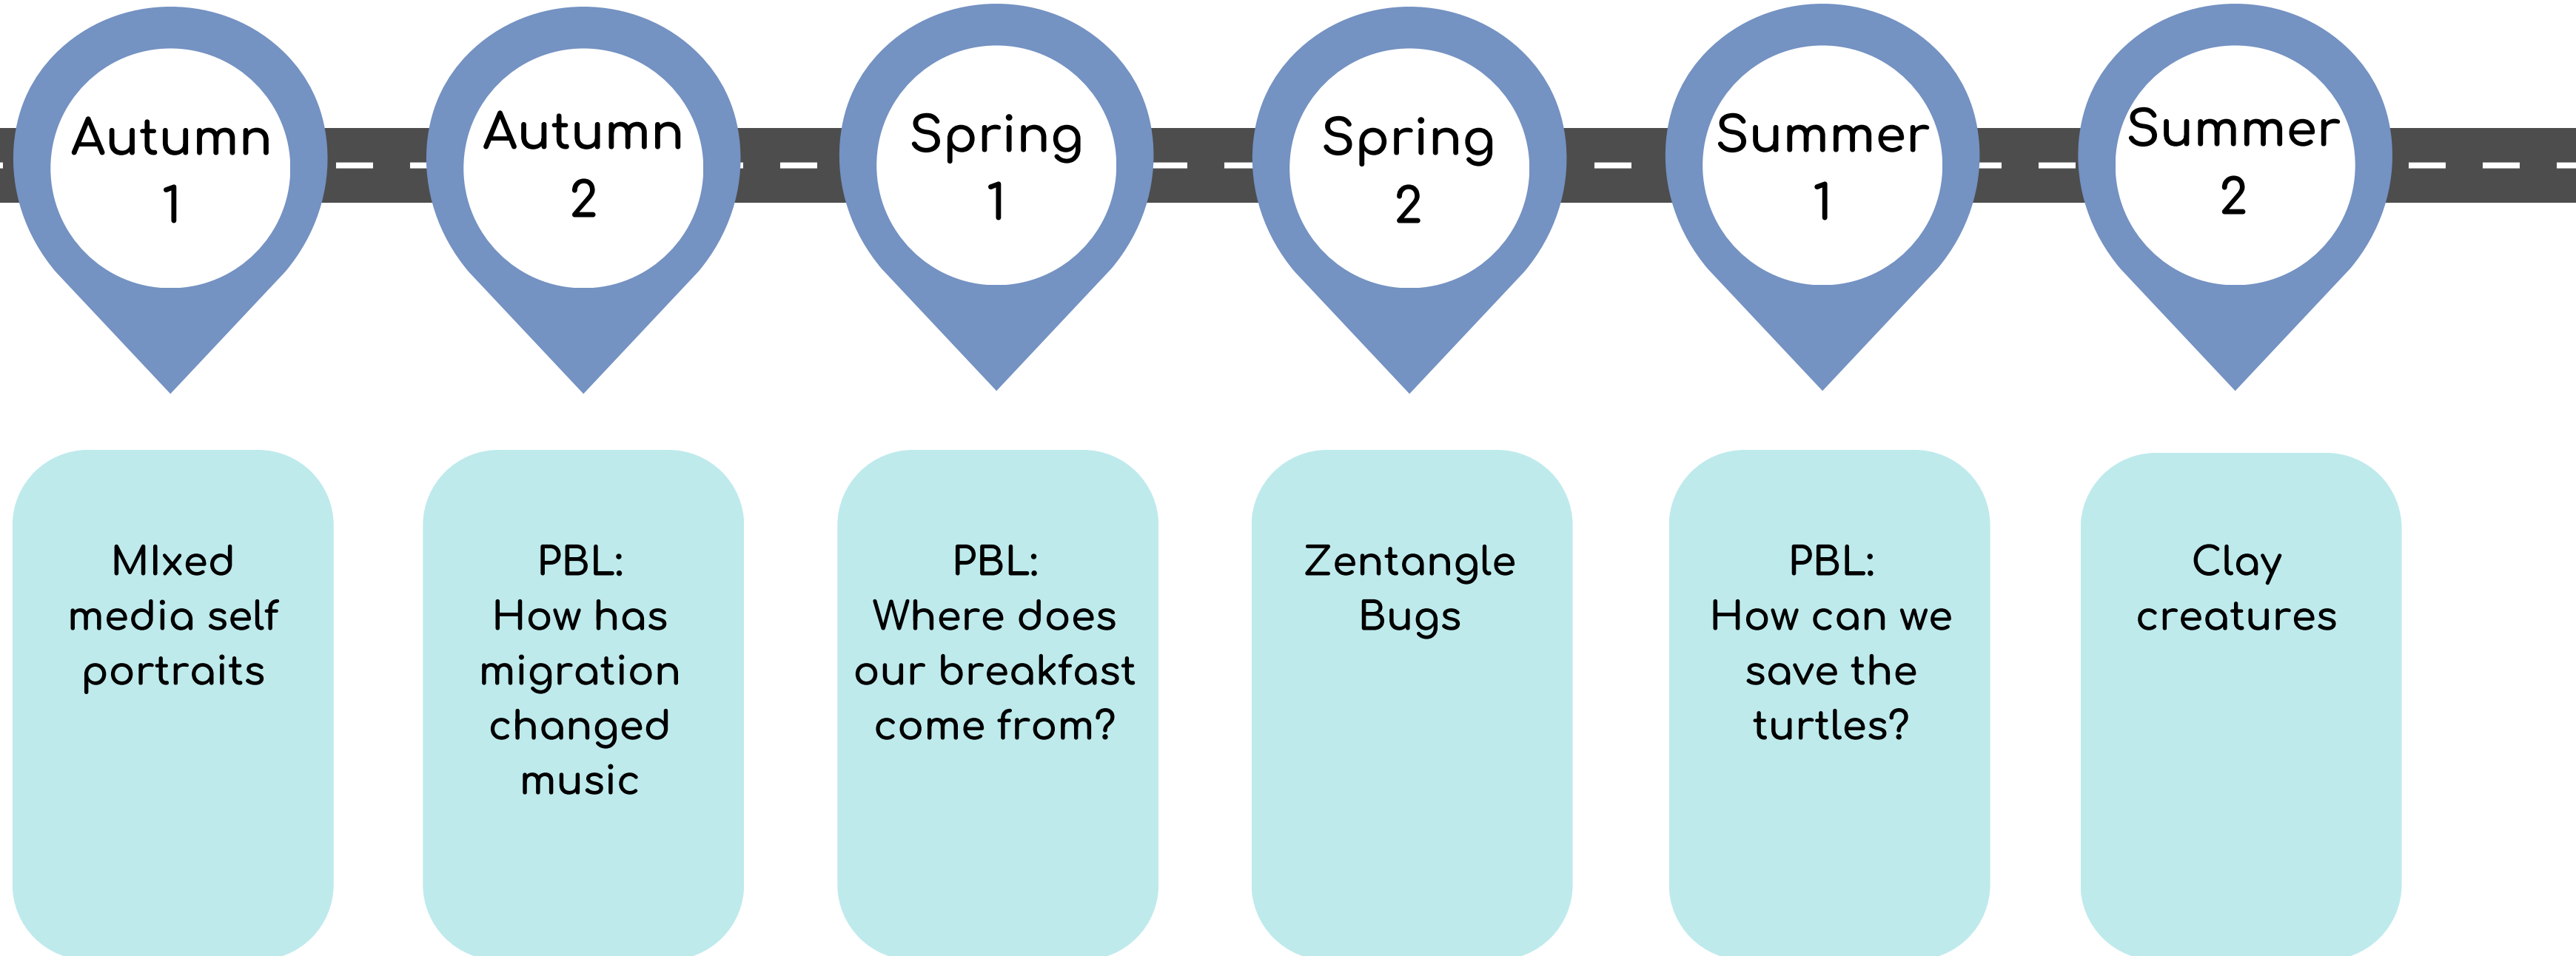 Autumn
1
Autumn
2
Spring
1
Spring
2
Summer
1
Summer
2
MIxed
media self
portraits
PBL:
How has
migration
changed
music
PBL:
Where does
our breakfast
come from?
Zentangle
Bugs
PBL:
How can we
save the
turtles?
Clay
creatures